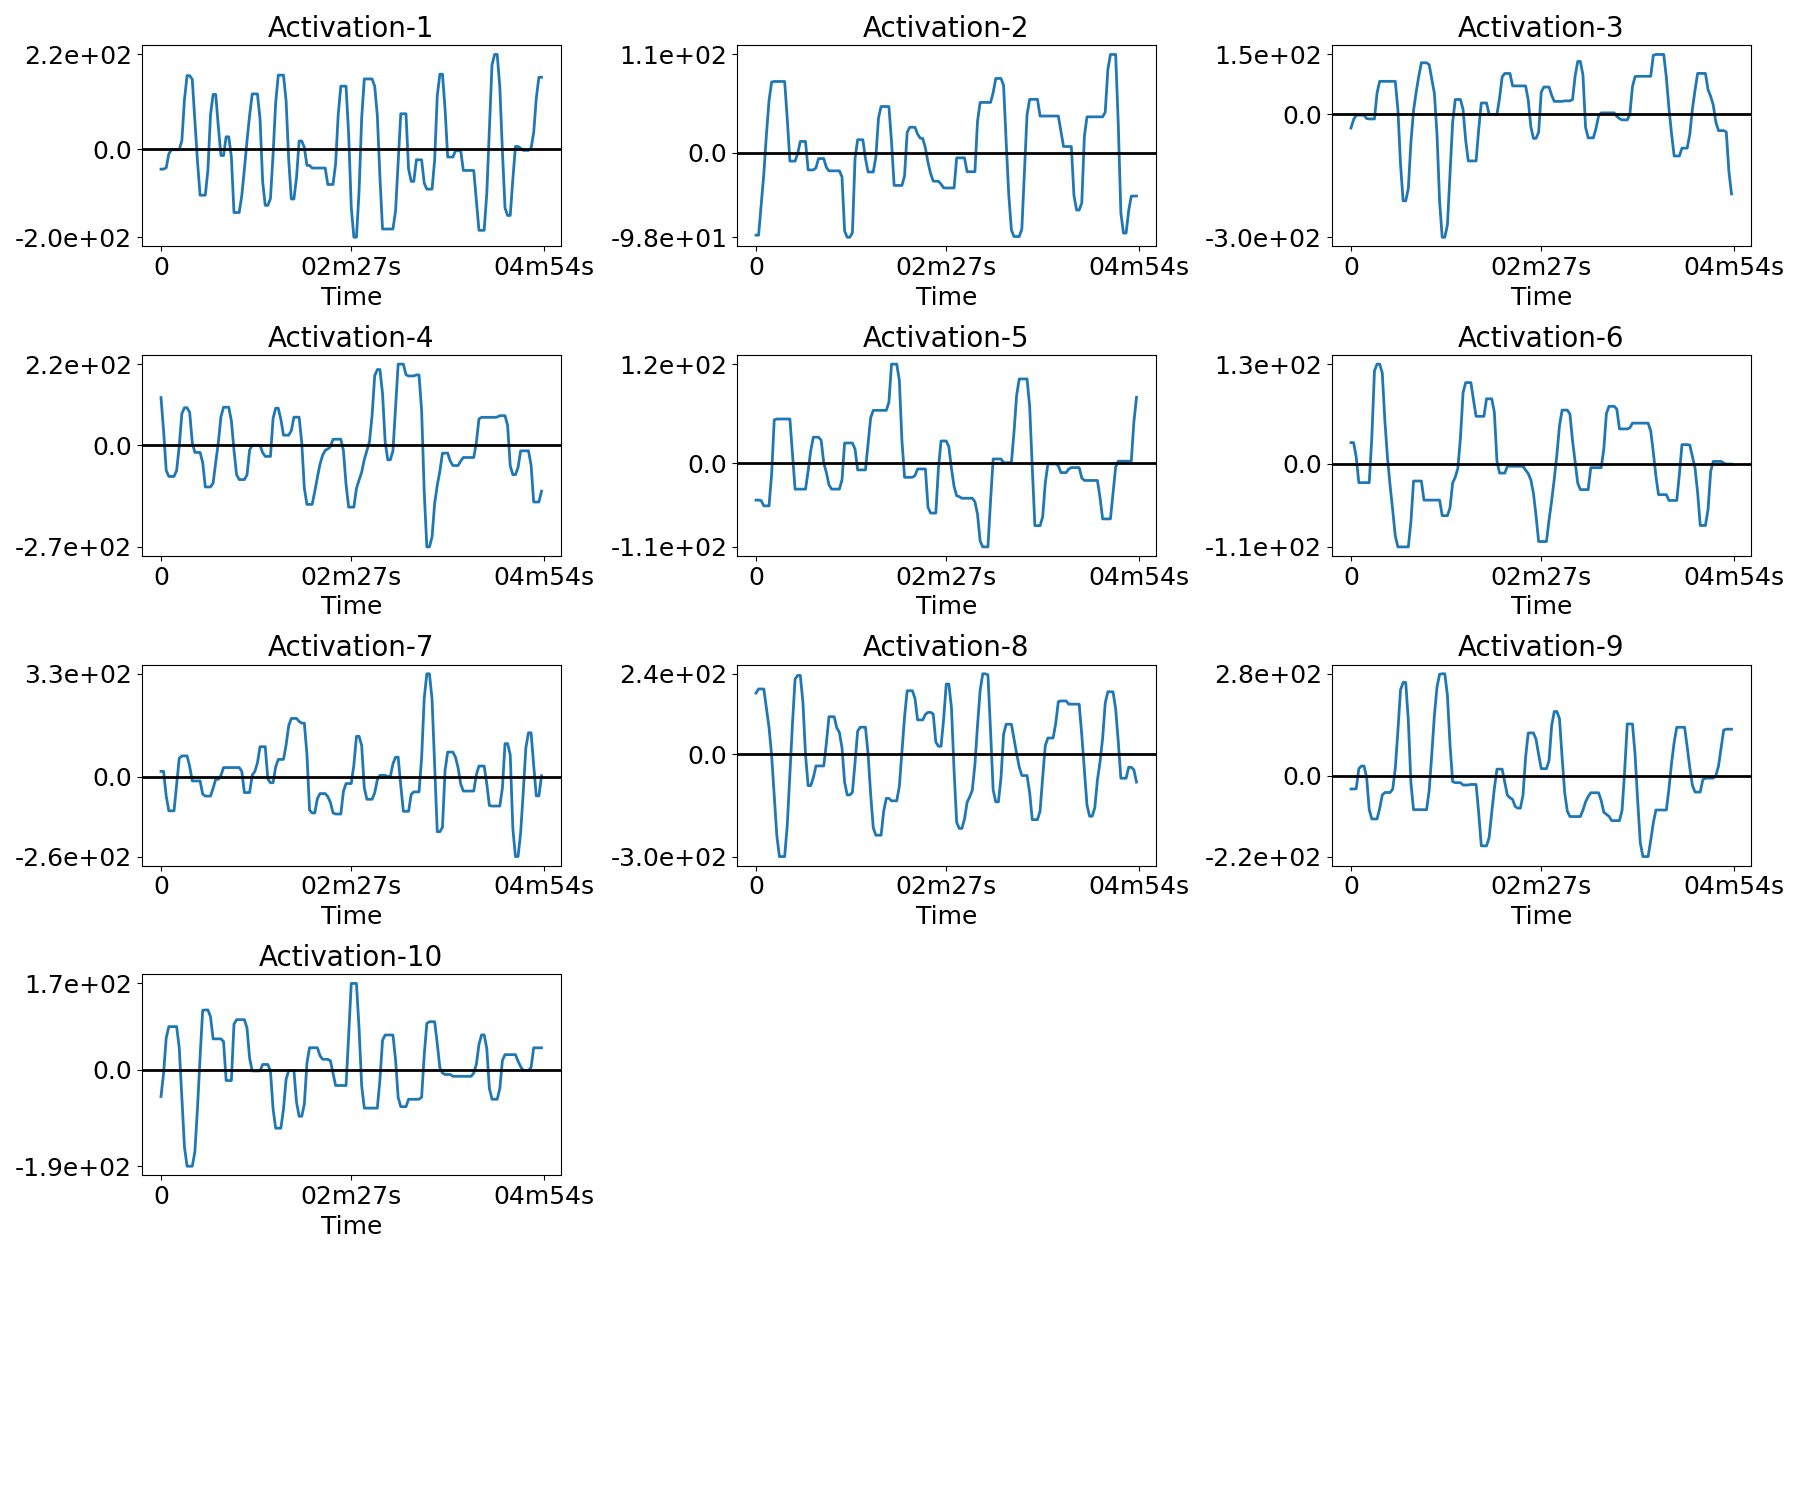 Activation-1
2.2e+02
0.0
-2.0e+02
0
02m27s
04m54s
Time
Activation-2
1.1e+02
0.0
-9.8e+01
0
02m27s
04m54s
Time
Activation-3
1.5e+02
0.0
-3.0e+02
0
02m27s
04m54s
Time
Activation-4
2.2e+02
0.0
-2.7e+02
0
02m27s
04m54s
Time
Activation-5
1.2e+02
0.0
-1.1e+02
0
02m27s
04m54s
Time
Activation-6
1.3e+02
0.0
-1.1e+02
0
02m27s
04m54s
Time
Activation-7
3.3e+02
0.0
-2.6e+02
0
02m27s
04m54s
Time
Activation-8
2.4e+02
0.0
-3.0e+02
0
02m27s
04m54s
Time
Activation-9
2.8e+02
0.0
-2.2e+02
0
02m27s
04m54s
Time
Activation-10
1.7e+02
0.0
-1.9e+02
0
02m27s
04m54s
Time